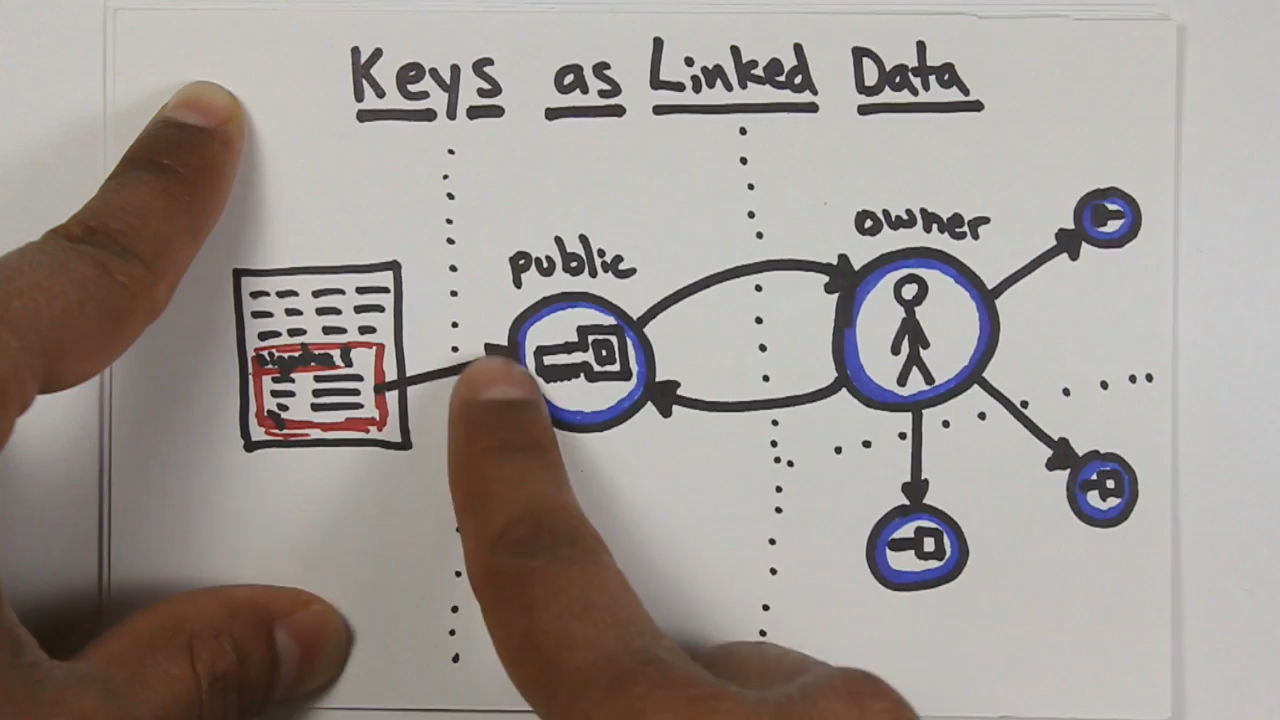 Keys as Linked Data
owner
public